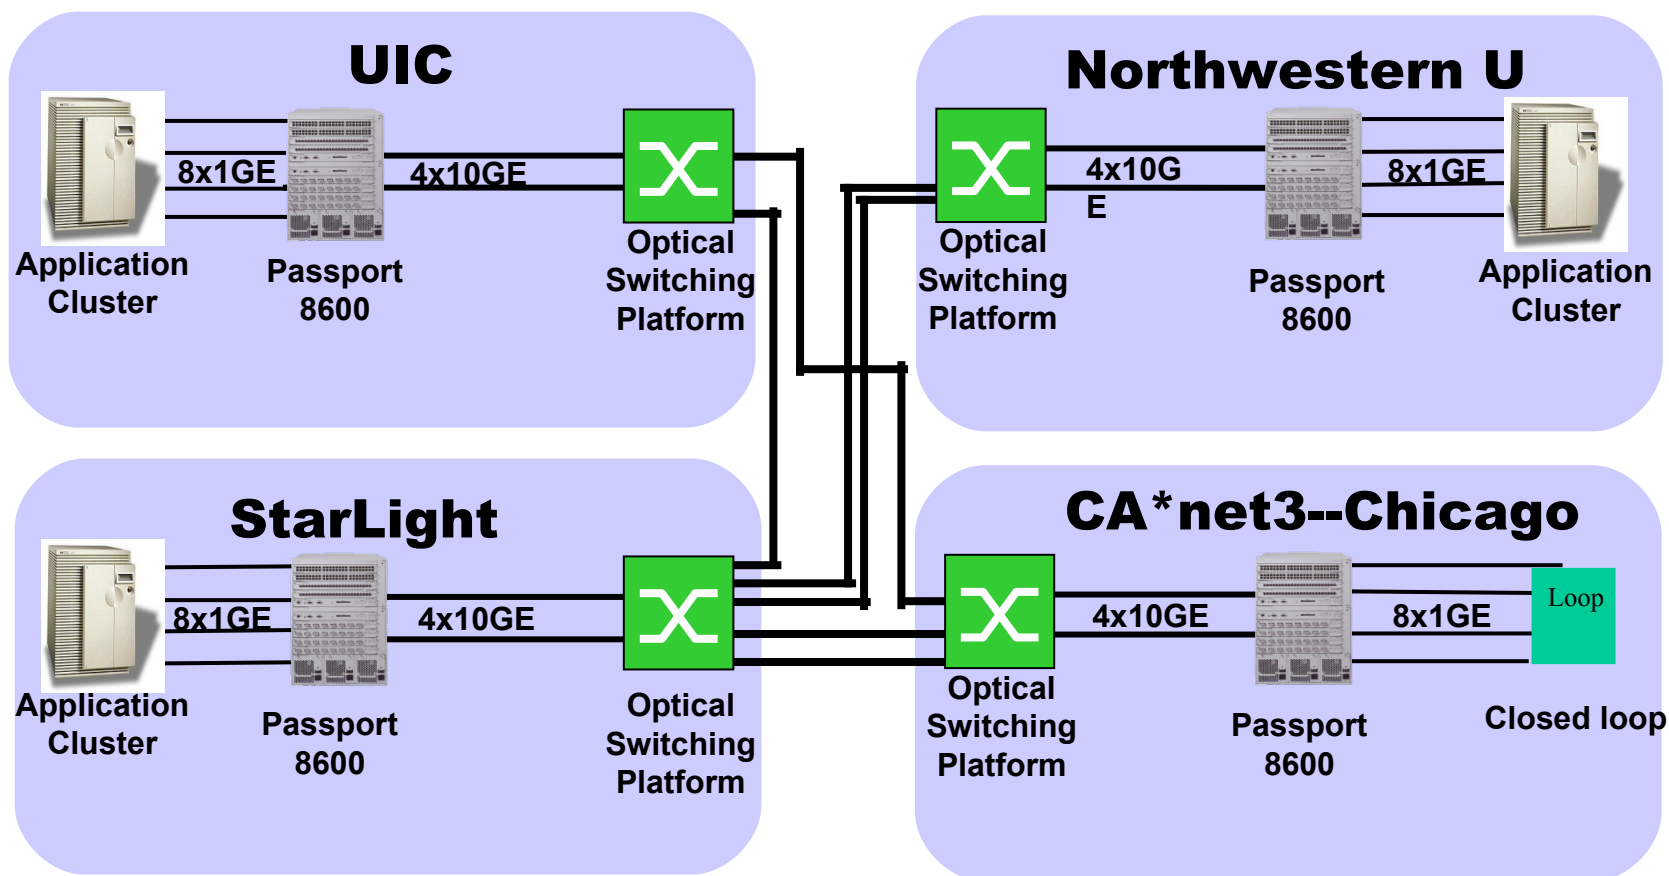 UIC
8x1GE
4x10GE
Application
Cluster
Passport
8600
Optical
Switching
Platform
Northwestern U
4x10G
E
8x1GE
Optical
Switching
Platform
Passport
8600
Application
Cluster
StarLight
8x1GE
4x10GE
Application
Cluster
Passport
8600
Optical
Switching
Platform
CA*net3--Chicago
4x10GE
8x1GE
Loop
Optical
Switching
Platform
Passport
8600
Closed loop